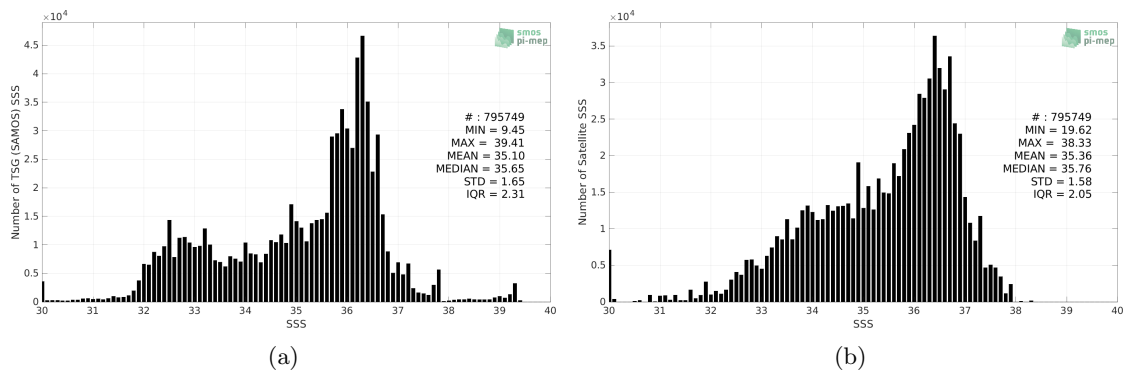 ×10⁴
smos
pi-mep
4.5
4
3.5
3
2.5
2
1.5
1
0.5
0
Number of TSG (SAMOS) SSS
# : 795749
MIN = 9.45
MAX = 39.41
MEAN = 35.10
MEDIAN = 35.65
STD = 1.65
IQR = 2.31
30 31 32 33 34 35 36 37 38 39 40
SSS
(a)
×10⁴
smos
pi-mep
3.5
3
2.5
2
1.5
1
0.5
0
Number of Satellite SSS
# : 795749
MIN = 19.62
MAX = 38.33
MEAN = 35.36
MEDIAN = 35.76
STD = 1.58
IQR = 2.05
30 31 32 33 34 35 36 37 38 39 40
SSS
(b)